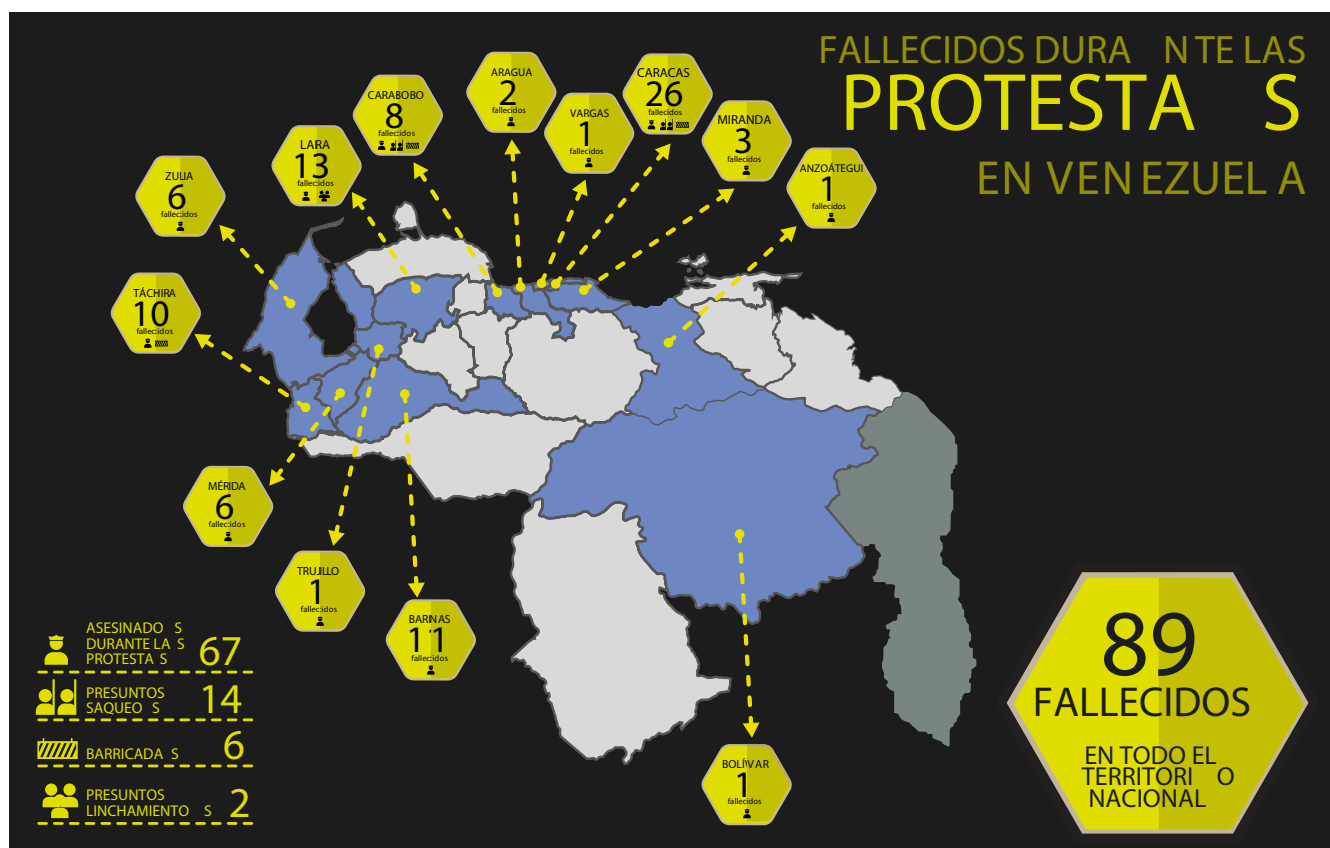 FALLECIDOS DURA NTE LAS
PROTESTA S
EN VENEZUEL A
ARAGUA
2
fallecidos
CARACAS
26
fallecidos
CARABOBO
8
fallecidos
VARGAS
1
fallecidos
MIRANDA
3
fallecidos
LARA
13
fallecidos
ANZOÁTEGUI
1
fallecidos
ZULIA
6
fallecidos
TÁCHIRA
10
fallecidos
MÉRIDA
6
fallecidos
TRUJILLO
1
fallecidos
BARINAS
11
fallecidos
BOLÍVAR
1
fallecidos
ASESINADO S
DURANTE LA S
PROTESTA S 67
PRESUNTOS
SAQUEO S 14
BARRICADA S 6
PRESUNTOS
LINCHAMIENTO S 2
89
FALLECIDOS
EN TODO EL
TERRITORI O
NACIONAL